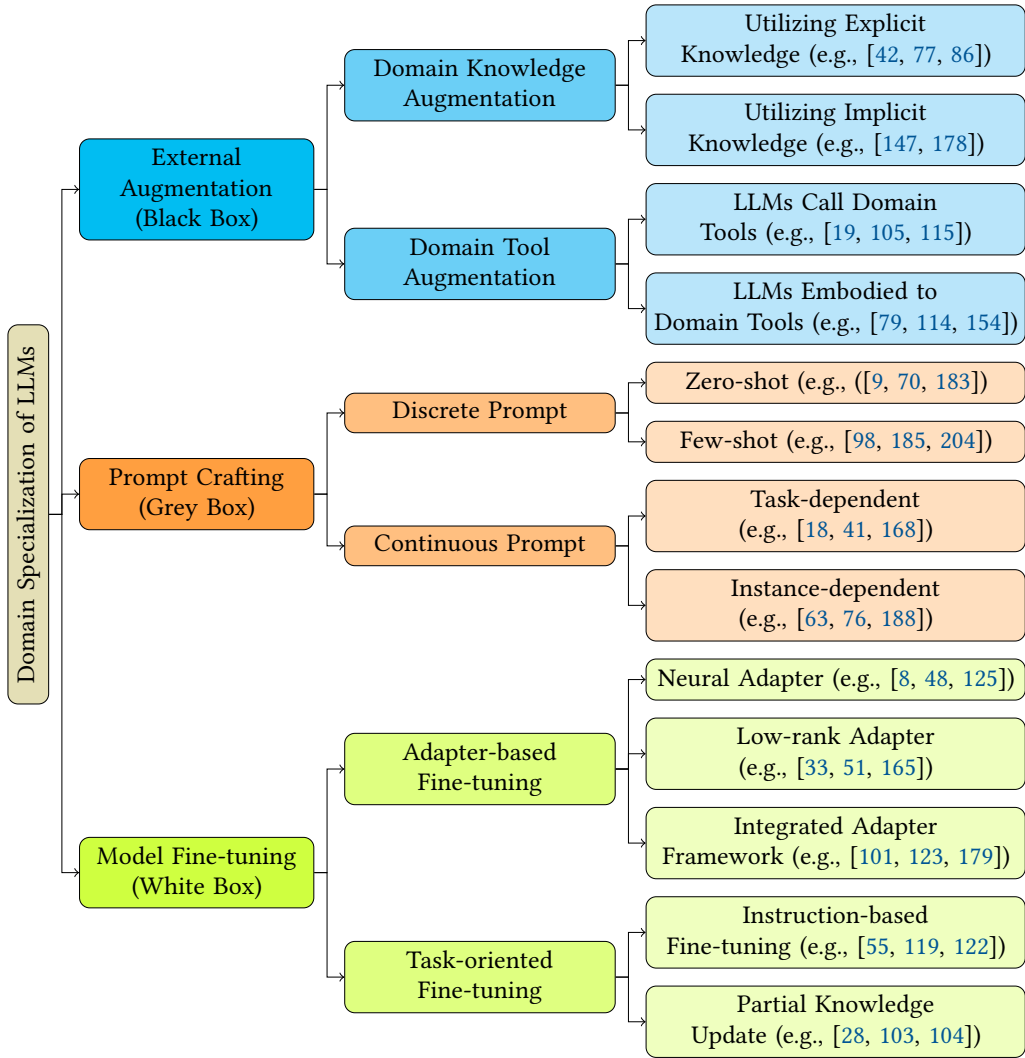 Domain Specialization of LLMs
External
Augmentation
(Black Box)
Domain Knowledge
Augmentation
Utilizing Explicit
Knowledge (e.g., [42, 77, 86])
Utilizing Implicit
Knowledge (e.g., [147, 178])
Domain Tool
Augmentation
LLMs Call Domain
Tools (e.g., [19, 105, 115])
LLMs Embodied to
Domain Tools (e.g., [79, 114, 154])
Prompt Crafting
(Grey Box)
Discrete Prompt
Zero-shot (e.g., ([9, 70, 183])
Few-shot (e.g., [98, 185, 204])
Continuous Prompt
Task-dependent
(e.g., [18, 41, 168])
Instance-dependent
(e.g., [63, 76, 188])
Model Fine-tuning
(White Box)
Adapter-based
Fine-tuning
Neural Adapter (e.g., [8, 48, 125])
Low-rank Adapter
(e.g., [33, 51, 165])
Integrated Adapter
Framework (e.g., [101, 123, 179])
Task-oriented
Fine-tuning
Instruction-based
Fine-tuning (e.g., [55, 119, 122])
Partial Knowledge
Update (e.g., [28, 103, 104])